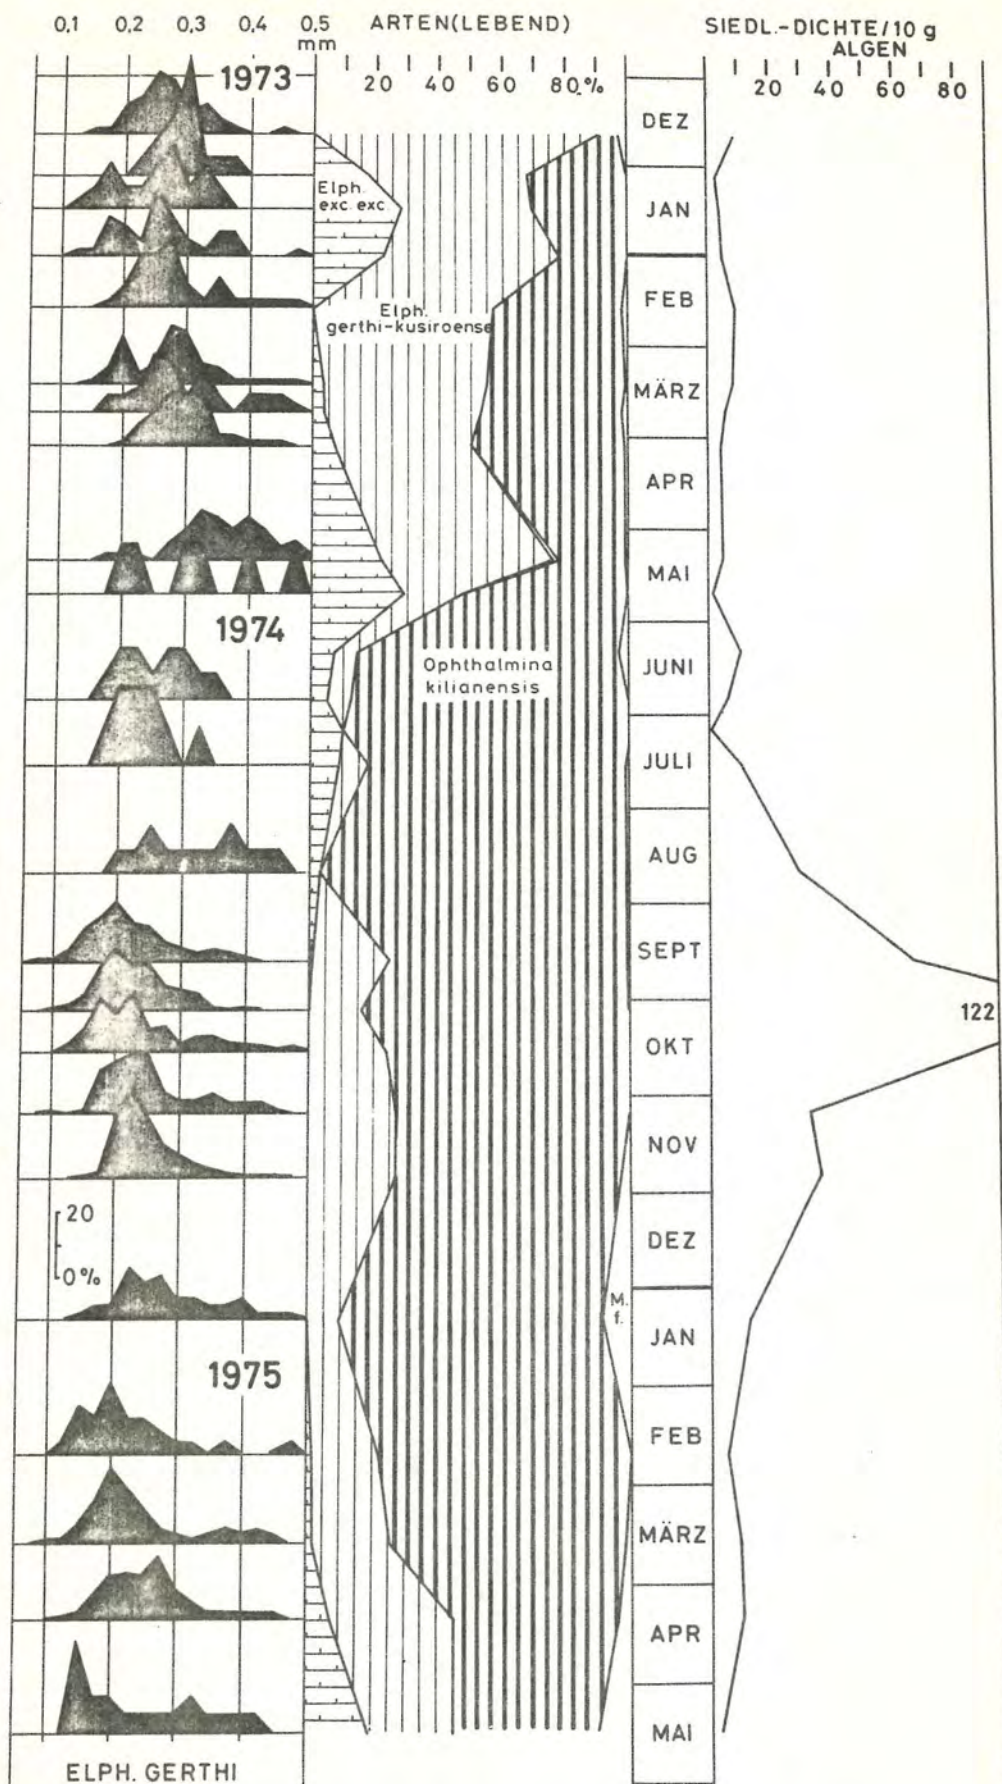 0,1 0,2 0,3 0,4 0,5 mm
ARTEN(LEBEND)
20 40 60 80 %
SIEDL.-DICHTE/10 g
ALGEN
20 40 60 80
1973
DEZ
Elph.
exc. exc.
JAN
FEB
Elph.
gerthi-kusiroense
MÄRZ
APR
MAI
1974
JUNI
Ophthalmina
kilianensis
JULI
AUG
SEPT
122
OKT
NOV
20
0%
DEZ
M.
f.
JAN
1975
FEB
MÄRZ
APR
MAI
ELPH. GERTHI